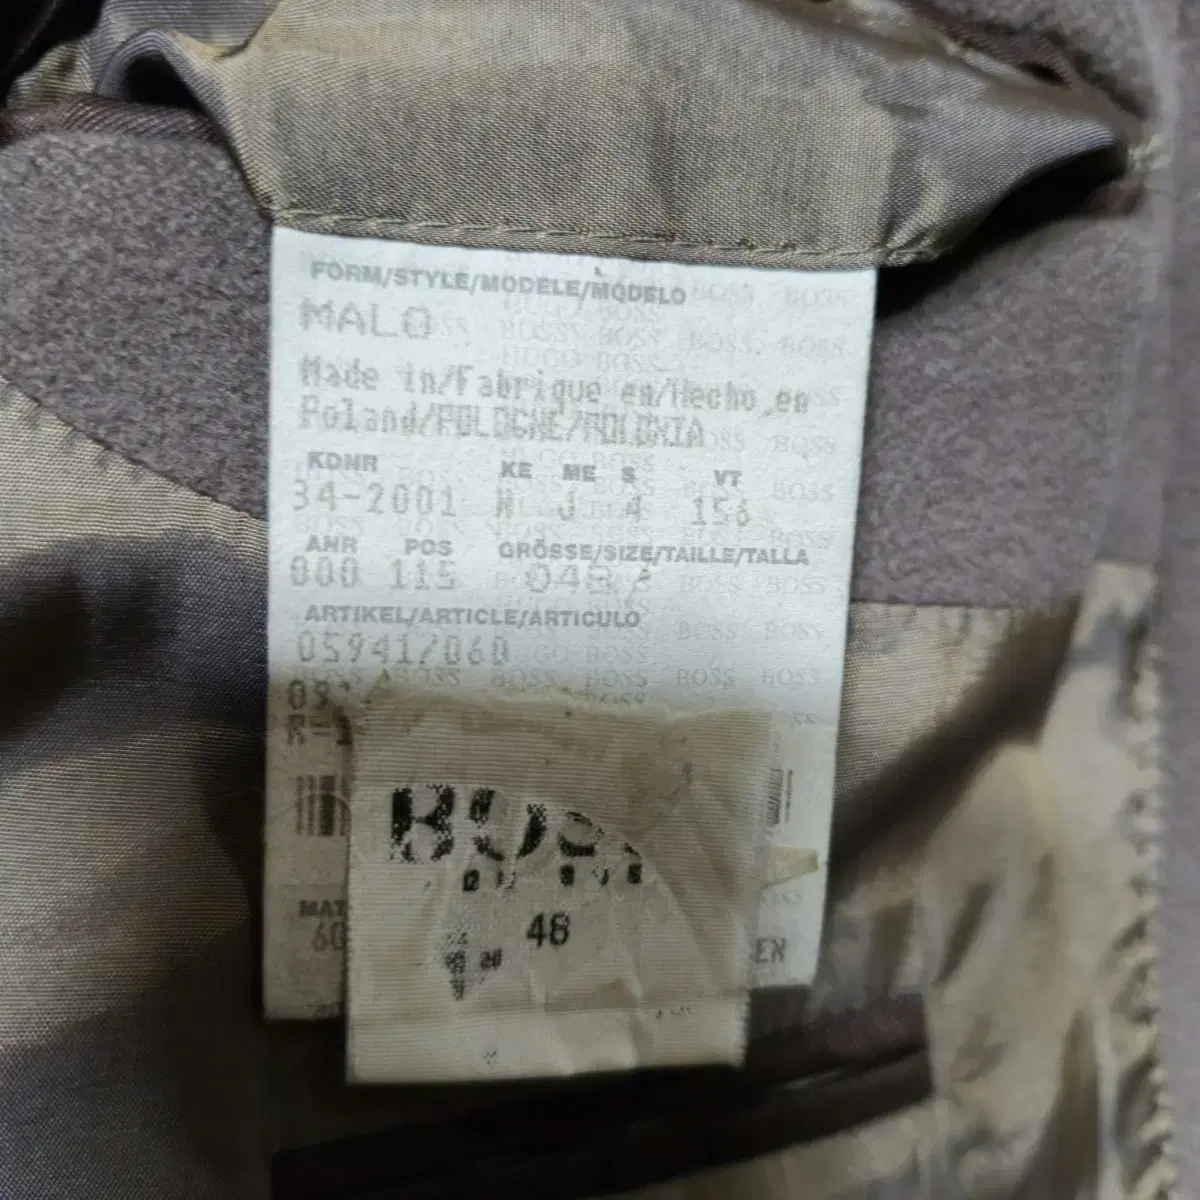 FORM/STYLE/MODELE/MODELO
MALO
Made in/Fabrique en/Hecho en
Poland/POLOGNE/POLONIA
KDNR KE ME S VT
34-2001 N J 4 156
ANR POS GRÖSSE/SIZE/TAILLE/TALLA
000 115 048/
ARTIKEL/ARTICLE/ARTICULO
05941/060
BOSS
48